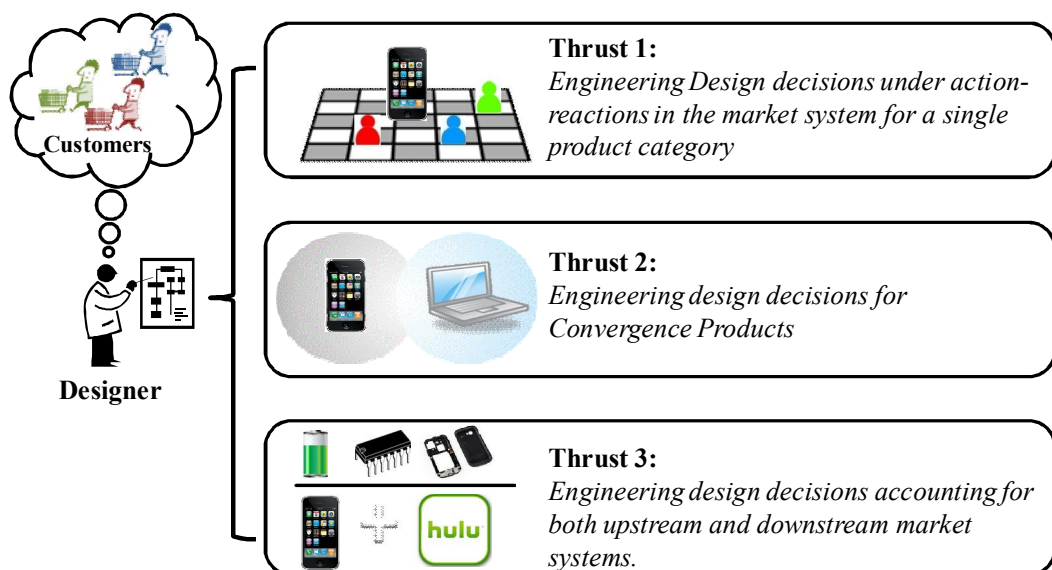 Customers
Designer
Thrust 1:
Engineering Design decisions under action-
reactions in the market system for a single
product category
Thrust 2:
Engineering design decisions for
Convergence Products
Thrust 3:
Engineering design decisions accounting for
both upstream and downstream market
systems.
hulu